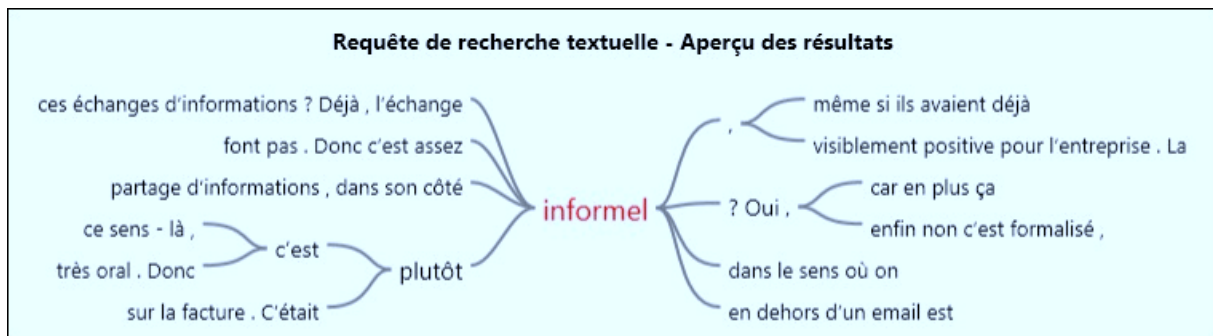 Requête de recherche textuelle - Aperçu des résultats
ces échanges d'informations ? Déjà , l'échange
font pas . Donc c'est assez
partage d'informations , dans son côté
ce sens - là ,
très oral . Donc
c'est
sur la facture . C'était
plutôt
informel
,
même si ils avaient déjà
visiblement positive pour l'entreprise . La
? Oui ,
car en plus ça
enfin non c'est formalisé ,
dans le sens où on
en dehors d'un email est